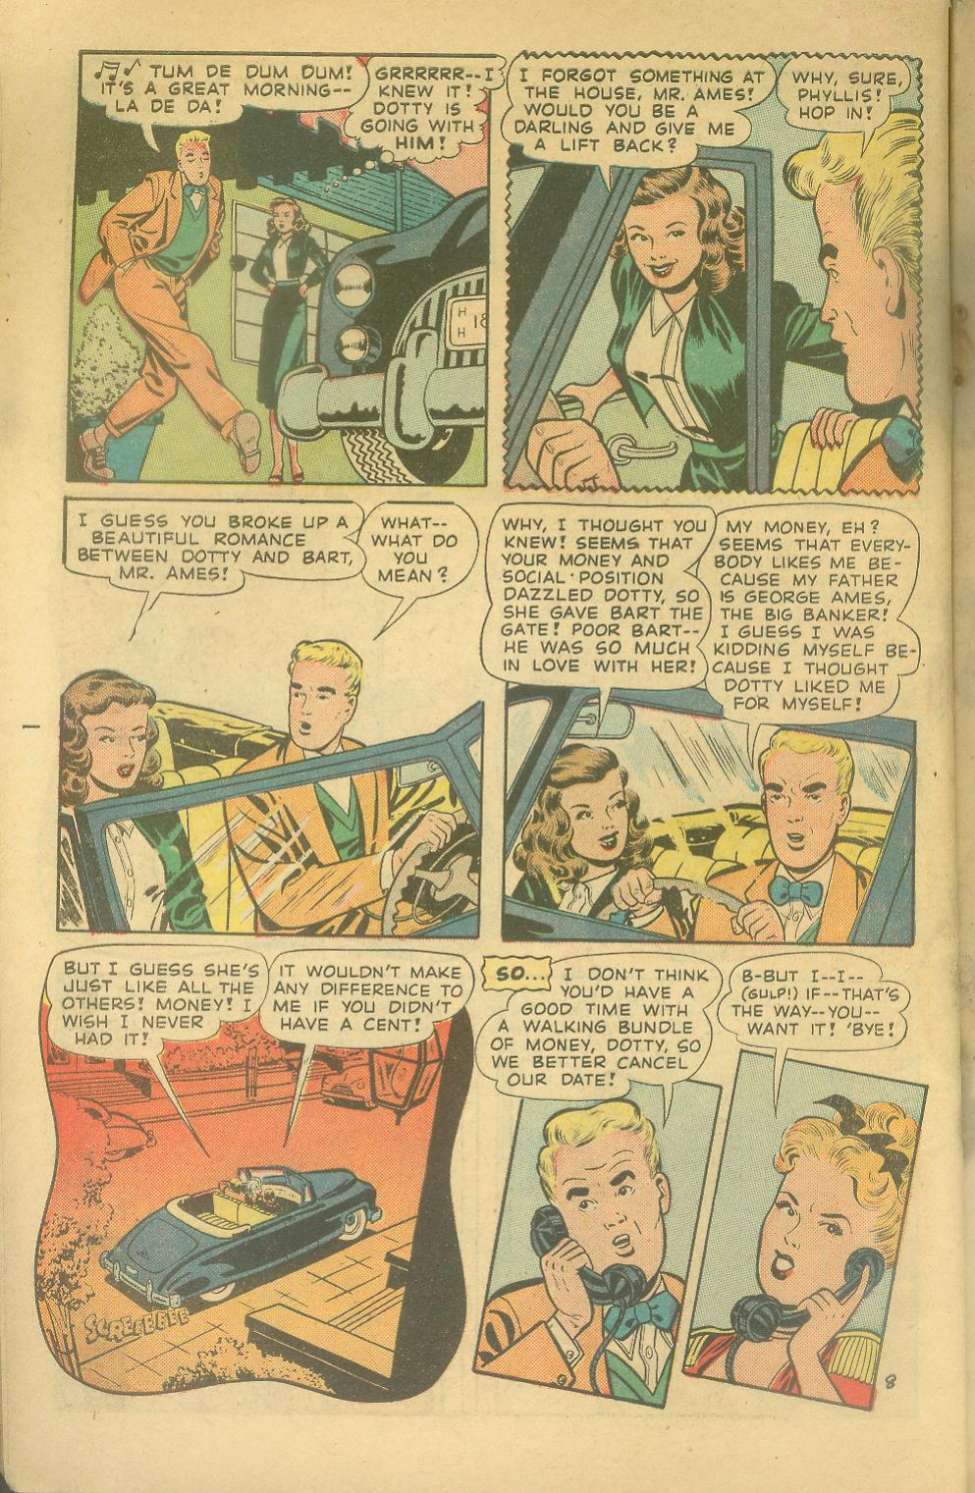 TUM DE DUM DUM!
IT'S A GREAT
MORNING--
LA DE DA!
GRRRRRR--I
KNEW IT!
DOTTY IS
GOING WITH
HIM!
H
H 18
I FORGOT SOMETHING AT
THE HOUSE, MR. AMES!
WOULD YOU BE A
DARLING AND GIVE ME
A LIFT BACK?
WHY, SURE,
PHYLLIS!
HOP IN!
I GUESS YOU BROKE UP A
BEAUTIFUL ROMANCE
BETWEEN DOTTY AND BART,
MR. AMES!
WHAT--
WHAT DO
YOU
MEAN?
WHY, I THOUGHT YOU
KNEW! SEEMS THAT
YOUR MONEY AND
SOCIAL POSITION
DAZZLED DOTTY, SO
SHE GAVE BART THE
GATE! POOR BART--
HE WAS SO MUCH
IN LOVE WITH HER!
MY MONEY, EH?
SEEMS THAT EVERY-
BODY LIKES ME BE-
CAUSE MY FATHER
IS GEORGE AMES,
THE BIG BANKER!
I GUESS I WAS
KIDDING MYSELF BE-
CAUSE I THOUGHT
DOTTY LIKED ME
FOR MYSELF!
BUT I GUESS SHE'S
JUST LIKE ALL THE
OTHERS! MONEY! I
WISH I NEVER
HAD IT!
IT WOULDN'T MAKE
ANY DIFFERENCE TO
ME IF YOU DIDN'T
HAVE A CENT!
SCREEEEEE
SO...
I DON'T THINK
YOU'D HAVE A
GOOD TIME WITH
A WALKING BUNDLE
OF MONEY, DOTTY, SO
WE BETTER CANCEL
OUR DATE!
B-BUT I--I--
(GULP!) IF--THAT'S
THE WAY--YOU--
WANT IT! 'BYE!
8